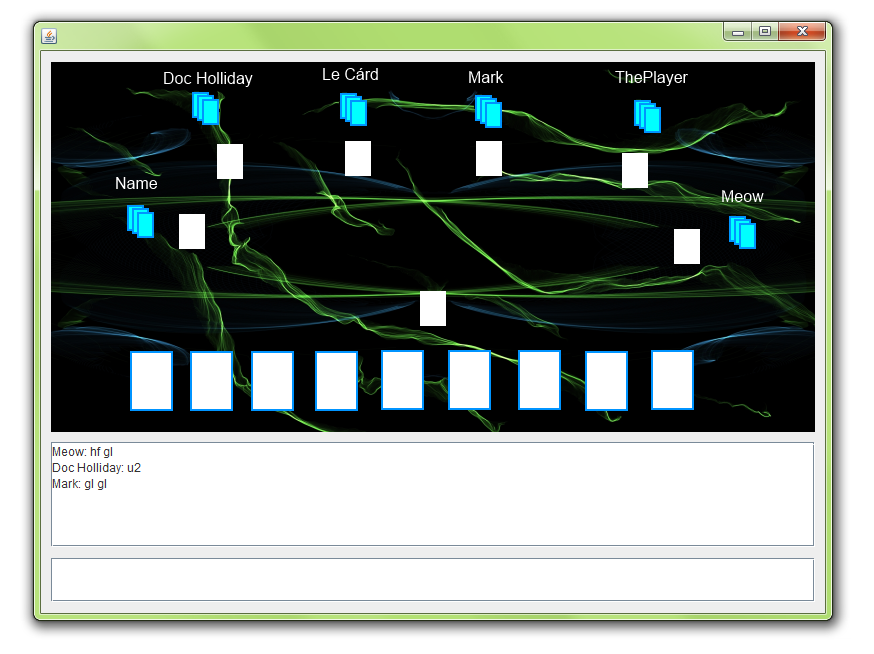 Doc Holliday
Le Cárd
Mark
ThePlayer
Name
Meow
Meow: hf gl
Doc Holliday: u2
Mark: gl gl